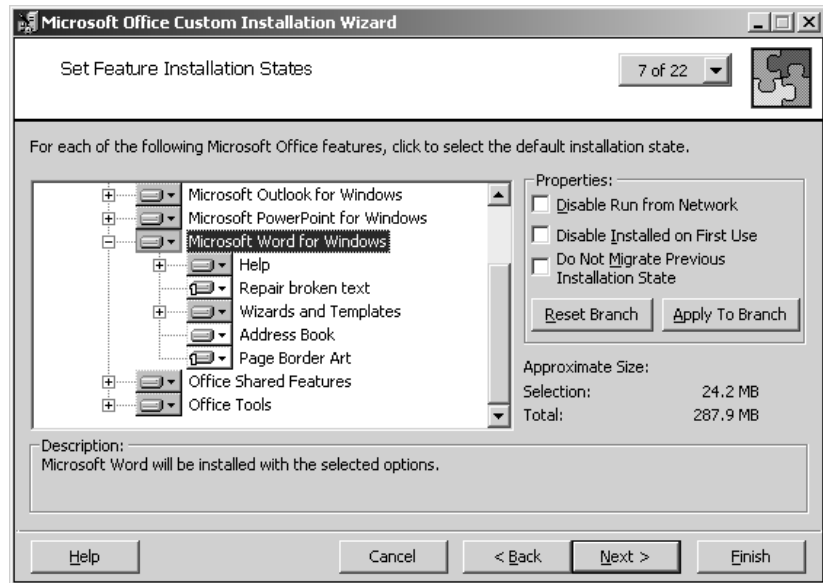 Microsoft Office Custom Installation Wizard
Set Feature Installation States
7 of 22
For each of the following Microsoft Office features, click to select the default installation state.
Microsoft Outlook for Windows
Microsoft PowerPoint for Windows
Microsoft Word for Windows
Help
Repair broken text
Wizards and Templates
Address Book
Page Border Art
Office Shared Features
Office Tools
Properties:
Disable Run from Network
Disable Installed on First Use
Do Not Migrate Previous
Installation State
Reset Branch Apply To Branch
Approximate Size:
Selection: 24.2 MB
Total: 287.9 MB
Description:
Microsoft Word will be installed with the selected options.
Help Cancel < Back Next > Finish